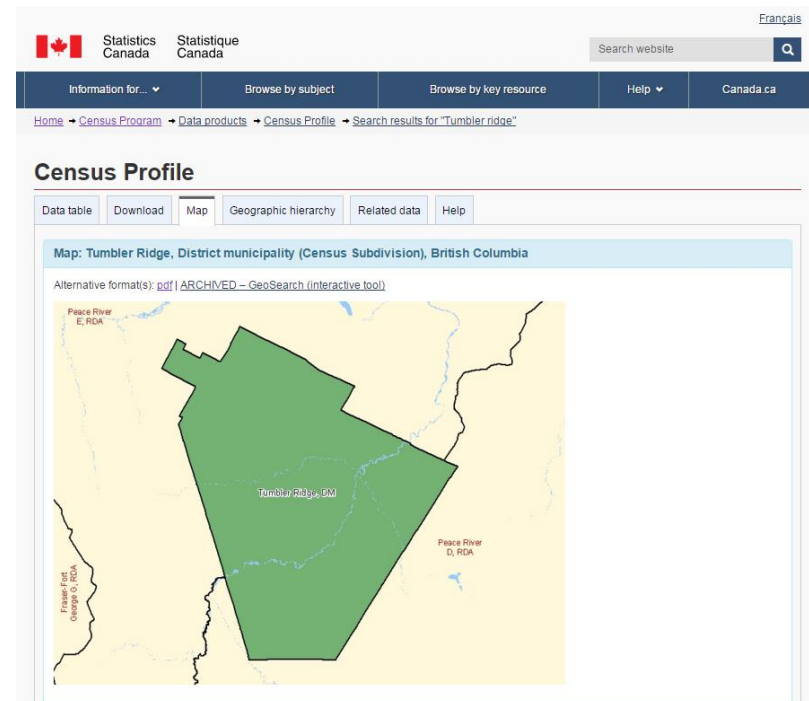 Français
Statistics Canada
Statistique Canada
Search website
Information for...
Browse by subject
Browse by key resource
Help
Canada.ca
Home → Census Program → Data products → Census Profile → Search results for "Tumbler ridge"
Census Profile
Data table
Download
Map
Geographic hierarchy
Related data
Help
Map: Tumbler Ridge, District municipality (Census Subdivision), British Columbia
Alternative format(s): pdf | ARCHIVED – GeoSearch (interactive tool)
Peace River
E, RDA
Tumbler Ridge, DM
Peace River
D, RDA
Fraser-Fort
George G, RDA